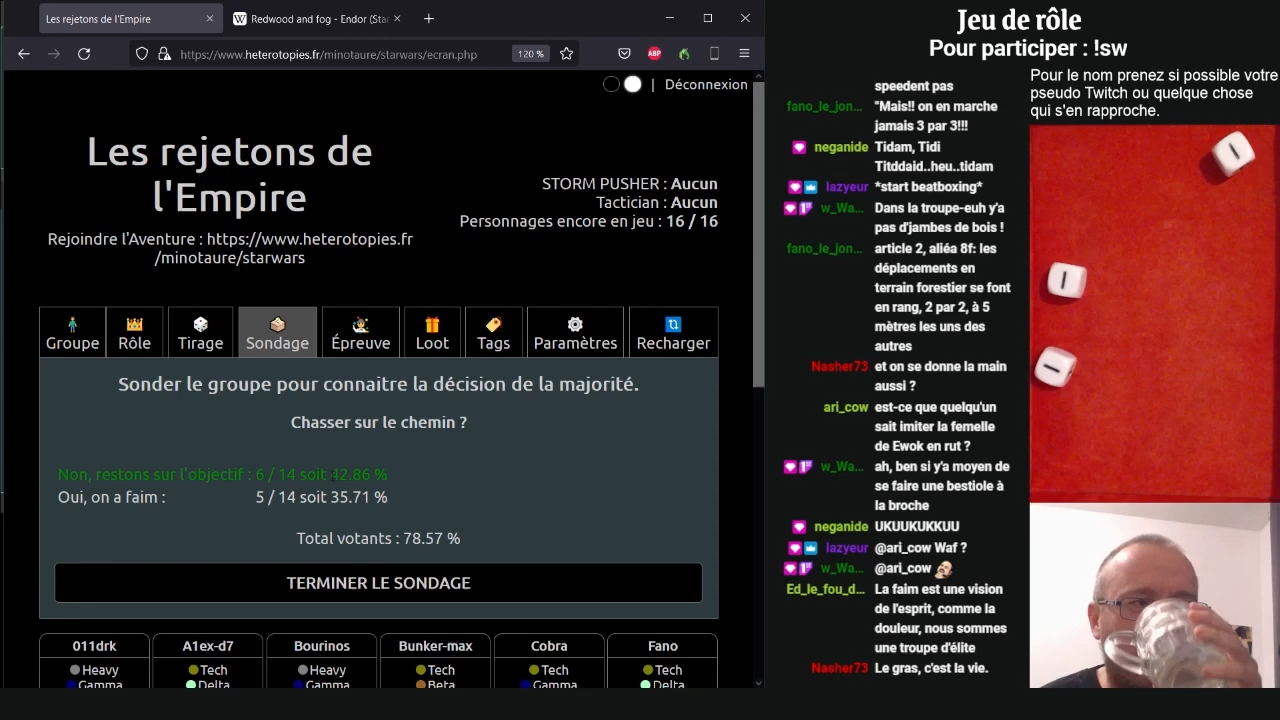 Les rejetons de l'Empire
Redwood and fog - Endor (Star
https://www.heterotopies.fr/minotaure/starwars/ecran.php
120 %
ABP
| Déconnexion
Les rejetons de
l'Empire
Rejoindre l'Aventure : https://www.heterotopies.fr
/minotaure/starwars
STORM PUSHER : Aucun
Tactician : Aucun
Personnages encore en jeu : 16 / 16
Groupe Rôle Tirage Sondage Épreuve Loot Tags Paramètres Recharger
Sonder le groupe pour connaitre la décision de la majorité.
Chasser sur le chemin ?
Non, restons sur l'objectif : 6 / 14 soit 42.86 %
Oui, on a faim : 5 / 14 soit 35.71 %
Total votants : 78.57 %
TERMINER LE SONDAGE
011drk A1ex-d7 Bourinos Bunker-max Cobra Fano
Heavy Tech Heavy Tech Tech Tech
Gamma Delta Gamma Beta Gamma Delta
Jeu de rôle
Pour participer : !sw
speedent pas
fano_le_jon... "Mais!! on en marche
jamais 3 par 3!!!
neganide Tidam, Tidi
Titddaid..heu..tidam
lazyeur *start beatboxing*
w_Wa... Dans la troupe-euh y'a
pas d'jambes de bois !
fano_le_jon... article 2, aliéa 8f: les
déplacements en
terrain forestier se font
en rang, 2 par 2, à 5
mètres les uns des
autres
Nasher73 et on se donne la main
aussi ?
ari_cow est-ce que quelqu'un
sait imiter la femelle
de Ewok en rut ?
w_Wa... ah, ben si y'a moyen de
se faire une bestiole à
la broche
neganide UKUUKUKKUU
lazyeur @ari_cow Waf ?
w_Wa... @ari_cow
Ed_le_fou_d... La faim est une vision
de l'esprit, comme la
douleur, nous sommes
une troupe d'élite
Nasher73 Le gras, c'est la vie.
Pour le nom prenez si possible votre
pseudo Twitch ou quelque chose
qui s'en rapproche.